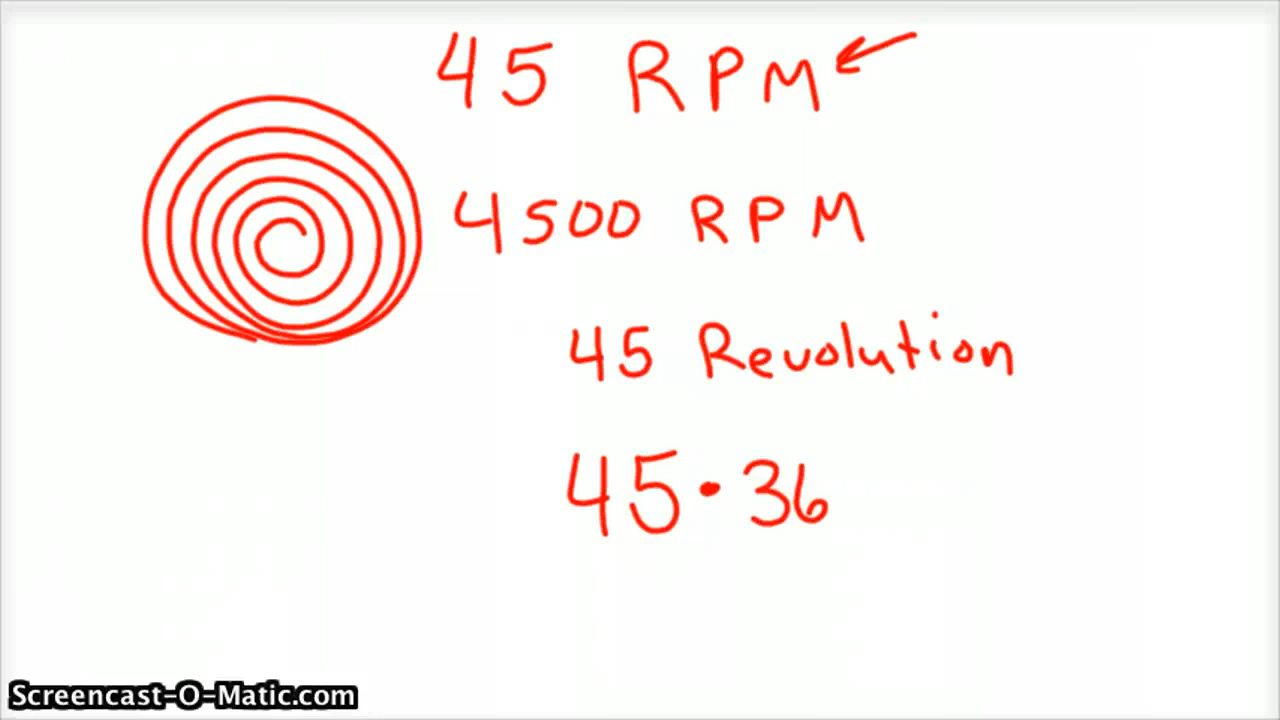 45 RPM
4500 RPM
45 Revolution
45 • 36
Screencast-O-Matic.com